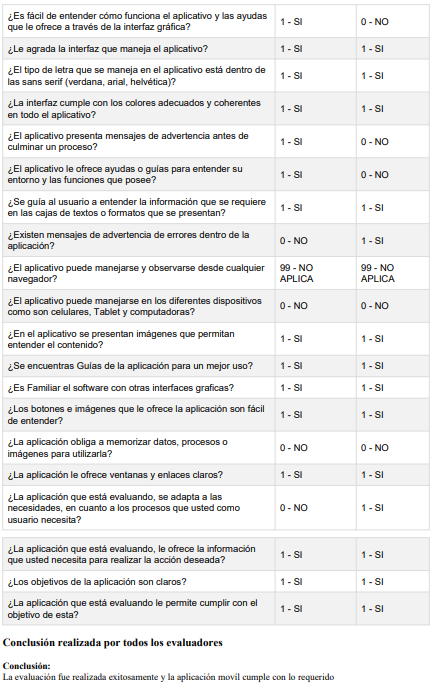 ¿Es fácil de entender cómo funciona el aplicativo y las ayudas
que le ofrece a través de la interfaz gráfica?
1 - SI
0 - NO
¿Le agrada la interfaz que maneja el aplicativo?
1 - SI
1 - SI
¿El tipo de letra que se maneja en el aplicativo está dentro de
las sans serif (verdana, arial, helvética)?
1 - SI
1 - SI
¿La interfaz cumple con los colores adecuados y coherentes
en todo el aplicativo?
1 - SI
1 - SI
¿El aplicativo presenta mensajes de advertencia antes de
culminar un proceso?
1 - SI
0 - NO
¿El aplicativo le ofrece ayudas o guías para entender su
entorno y las funciones que posee?
1 - SI
0 - NO
¿Se guía al usuario a entender la información que se requiere
en las cajas de textos o formatos que se presentan?
1 - SI
1 - SI
¿Existen mensajes de advertencia de errores dentro de la
aplicación?
0 - NO
1 - SI
¿El aplicativo puede manejarse y observarse desde cualquier
navegador?
99 - NO
APLICA
99 - NO
APLICA
¿El aplicativo puede manejarse en los diferentes dispositivos
como son celulares, Tablet y computadoras?
0 - NO
0 - NO
¿En el aplicativo se presentan imágenes que permitan
entender el contenido?
1 - SI
1 - SI
¿Se encuentras Guías de la aplicación para un mejor uso?
1 - SI
1 - SI
¿Es Familiar el software con otras interfaces graficas?
1 - SI
1 - SI
¿Los botones e imágenes que le ofrece la aplicación son fácil
de entender?
1 - SI
1 - SI
¿La aplicación obliga a memorizar datos, procesos o
imágenes para utilizarla?
0 - NO
0 - NO
¿La aplicación le ofrece ventanas y enlaces claros?
1 - SI
1 - SI
¿La aplicación que está evaluando, se adapta a las
necesidades, en cuanto a los procesos que usted como
usuario necesita?
0 - NO
1 - SI
¿La aplicación que está evaluando, le ofrece la información
que usted necesita para realizar la acción deseada?
1 - SI
1 - SI
¿Los objetivos de la aplicación son claros?
1 - SI
1 - SI
¿La aplicación que está evaluando le permite cumplir con el
objetivo de esta?
1 - SI
1 - SI
Conclusión realizada por todos los evaluadores
Conclusión:
La evaluación fue realizada exitosamente y la aplicación movíl cumple con lo requerido